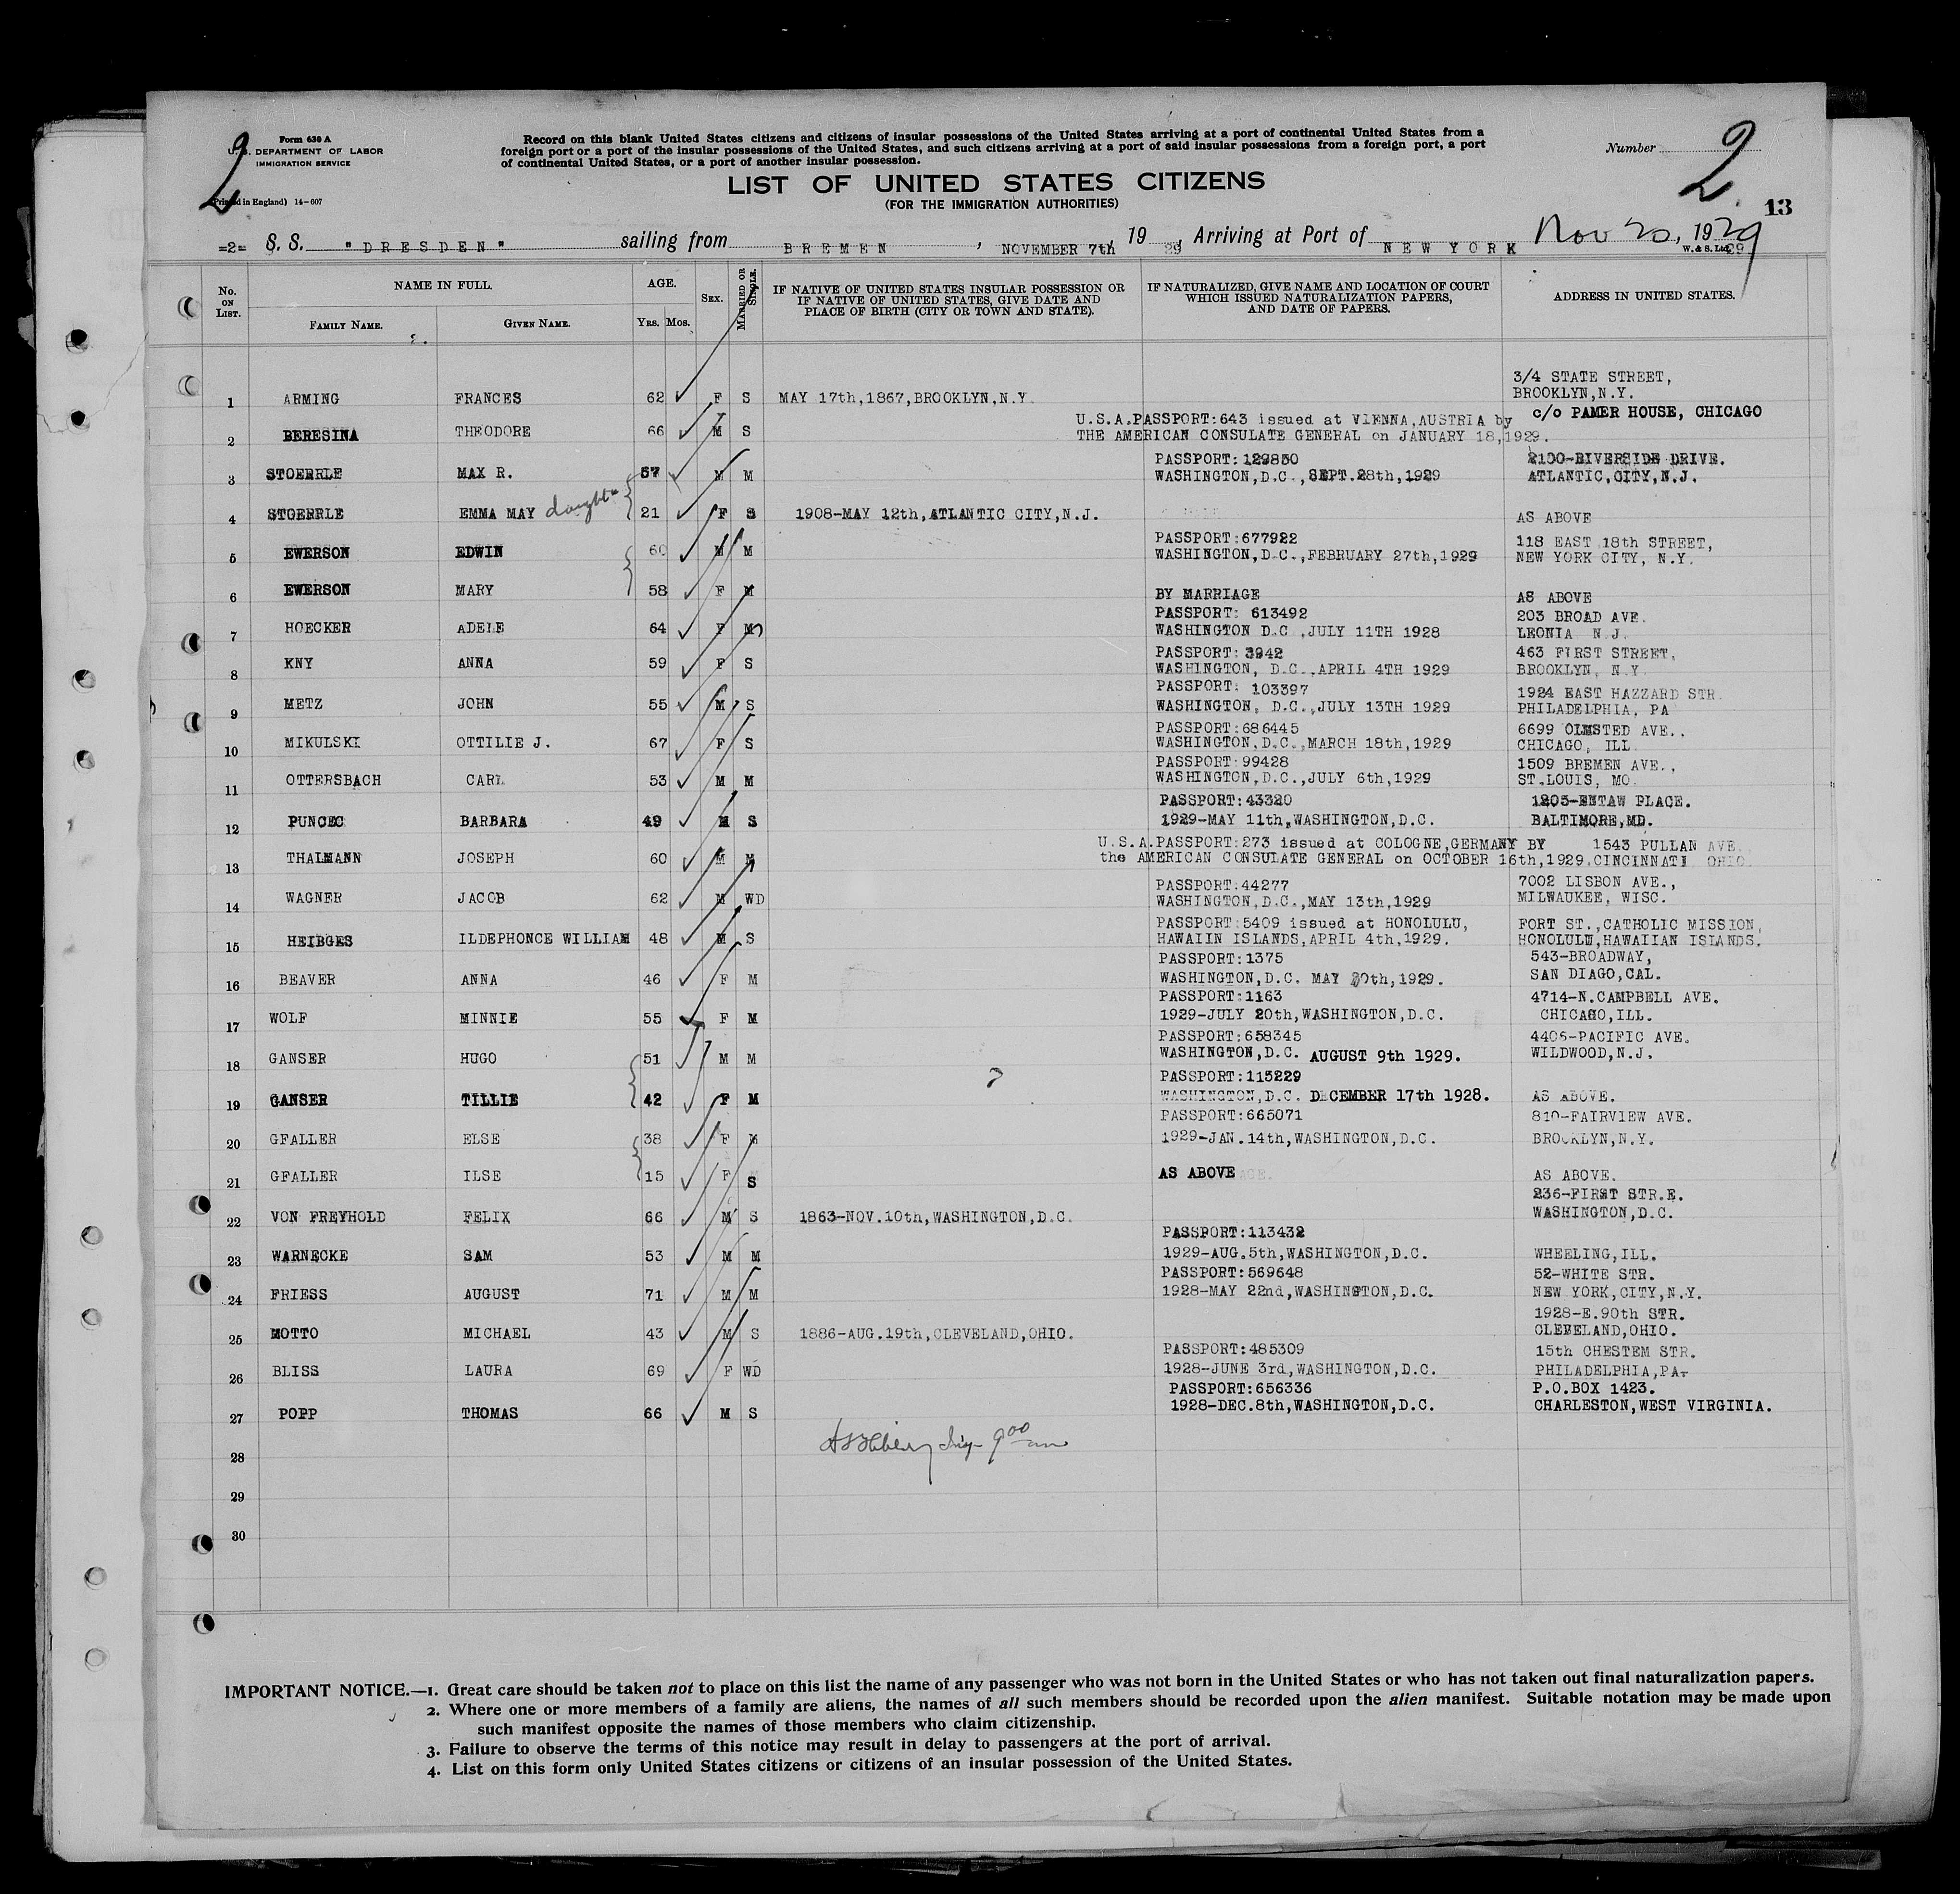 2
Form 630 A
U.S. DEPARTMENT OF LABOR
IMMIGRATION SERVICE
(Printed in England) 14-607
Record on this blank United States citizens and citizens of insular possessions of the United States arriving at a port of continental United States from a
foreign port or a port of the insular possessions of the United States, and such citizens arriving at a port of said insular possessions from a foreign port, a port
of continental United States, or a port of another insular possession.
LIST OF UNITED STATES CITIZENS
(FOR THE IMMIGRATION AUTHORITIES)
Number 2
13
=2= S. S. "DRESDEN" sailing from BREMEN, NOVEMBER 7th 1929 Arriving at Port of NEW YORK Nov 20, 1929
W. & S. Ltd.
No. ON LIST. NAME IN FULL. FAMILY NAME. GIVEN NAME. AGE. YRS. MOS. SEX. MARRIED OR SINGLE. IF NATIVE OF UNITED STATES INSULAR POSSESSION OR IF NATIVE OF UNITED STATES, GIVE DATE AND PLACE OF BIRTH (CITY OR TOWN AND STATE). IF NATURALIZED, GIVE NAME AND LOCATION OF COURT WHICH ISSUED NATURALIZATION PAPERS, AND DATE OF PAPERS. ADDRESS IN UNITED STATES.
3/4 STATE STREET,
1 ARMING FRANCES 62 F S MAY 17th,1867,BROOKLYN,N.Y. BROOKLYN,N.Y.
U.S.A.PASSPORT:643 issued at VIENNA,AUSTRIA by c/o PAMER HOUSE, CHICAGO
2 BERESINA THEODORE 66 M S THE AMERICAN CONSULATE GENERAL on JANUARY 18,1929.
PASSPORT:129850 2100-RIVERSIDE DRIVE.
3 STOERRLE MAX R. 57 M M WASHINGTON,D.C.,SEPT.28th,1929 ATLANTIC,CITY,N.J.
4 STOERRLE EMMA MAY daughter 21 F S 1908-MAY 12th,ATLANTIC CITY,N.J. AS ABOVE
PASSPORT:677922 118 EAST 18th STREET,
5 EWERSON EDWIN 60 M M WASHINGTON,D.C.,FEBRUARY 27th,1929 NEW YORK CITY, N.Y.
6 EWERSON MARY 58 F M BY MARRIAGE AS ABOVE
PASSPORT: 613492 203 BROAD AVE.
7 HOECKER ADELE 64 F M WASHINGTON D.C ,JULY 11TH 1928 LEONIA N J.
PASSPORT: 3942 463 FIRST STREET,
8 KNY ANNA 59 F S WASHINGTON, D.C.,APRIL 4TH 1929 BROOKLYN, N.Y.
PASSPORT: 103397 1924 EAST HAZZARD STR.
9 METZ JOHN 55 M S WASHINGTON, D.C.,JULY 13TH 1929 PHILADELPHIA, PA
PASSPORT:686445 6699 OLMSTED AVE.,
10 MIKULSKI OTTILIE J. 67 F S WASHINGTON,D.C.,MARCH 18th,1929 CHICAGO, ILL
PASSPORT:99428 1509 BREMEN AVE.,
11 OTTERSBACH CARL 53 M M WASHINGTON,D.C.,JULY 6th,1929 ST.LOUIS, MO.
PASSPORT:43320 1205-ENTAW PLACE.
12 PUNCEC BARBARA 49 S 1929-MAY 11th,WASHINGTON,D.C. BALTIMORE,MD.
U.S.A.PASSPORT:273 issued at COLOGNE,GERMANY BY 1543 PULLAN AVE.
13 THALMANN JOSEPH 60 M M the AMERICAN CONSULATE GENERAL on OCTOBER 16th,1929. CINCINNATI OHIO.
PASSPORT:44277 7002 LISBON AVE.,
14 WAGNER JACOB 62 M WD WASHINGTON,D.C.,MAY 13th,1929 MILWAUKEE, WISC.
PASSPORT:5409 issued at HONOLULU, FORT ST.,CATHOLIC MISSION,
15 HEIBGES ILDEPHONCE WILLIAM 48 M S HAWAIIN ISLANDS,APRIL 4th,1929. HONOLULU,HAWAIIAN ISLANDS.
PASSPORT:1375 543-BROADWAY,
16 BEAVER ANNA 46 F M WASHINGTON,D.C. MAY 20th,1929. SAN DIAGO,CAL.
PASSPORT:1163 4714-N.CAMPBELL AVE.
17 WOLF MINNIE 55 F M 1929-JULY 20th,WASHINGTON,D.C. CHICAGO,ILL.
PASSPORT:658345 4406-PACIFIC AVE.
18 GANSER HUGO 51 M M WASHINGTON,D.C. AUGUST 9th 1929. WILDWOOD,N.J.
PASSPORT:115229
19 GANSER TILLIE 42 F M WASHINGTON,D.C. DECEMBER 17th 1928. AS ABOVE.
PASSPORT:665071 810-FAIRVIEW AVE.
20 GFALLER ELSE 38 F M 1929-JAN.14th,WASHINGTON,D.C. BROOKLYN,N.Y.
21 GFALLER ILSE 15 F S AS ABOVE AS ABOVE.
236-FIRST STR.E.
22 VON FREYHOLD FELIX 66 M S 1863-NOV.10th,WASHINGTON,D.C. WASHINGTON,D.C.
PASSPORT:113432
23 WARNECKE SAM 53 M M 1929-AUG.5th,WASHINGTON,D.C. WHEELING,ILL.
PASSPORT:569648 52-WHITE STR.
24 FRIESS AUGUST 71 M M 1928-MAY 22nd,WASHINGTON,D.C. NEW YORK,CITY,N.Y.
1928-E.90th STR.
25 MOTTO MICHAEL 43 M S 1886-AUG.19th,CLEVELAND,OHIO. CLEVELAND,OHIO.
PASSPORT:485309 15th CHESTEM STR.
26 BLISS LAURA 69 F WD 1928-JUNE 3rd,WASHINGTON,D.C. PHILADELPHIA,PA.
PASSPORT:656336 P.O.BOX 1423.
27 POPP THOMAS 66 M S 1928-DEC.8th,WASHINGTON,D.C. CHARLESTON,WEST VIRGINIA.
28
29
30
IMPORTANT NOTICE.—1. Great care should be taken not to place on this list the name of any passenger who was not born in the United States or who has not taken out final naturalization papers.
2. Where one or more members of a family are aliens, the names of all such members should be recorded upon the alien manifest. Suitable notation may be made upon
such manifest opposite the names of those members who claim citizenship.
3. Failure to observe the terms of this notice may result in delay to passengers at the port of arrival.
4. List on this form only United States citizens or citizens of an insular possession of the United States.